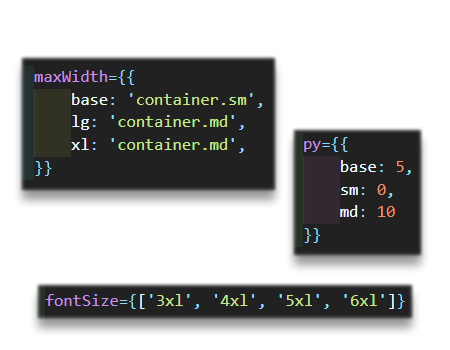 maxWidth={{
base: 'container.sm',
lg: 'container.md',
xl: 'container.md',
}}
py={{
base: 5,
sm: 0,
md: 10
}}
fontSize={['3xl', '4xl', '5xl', '6xl']}